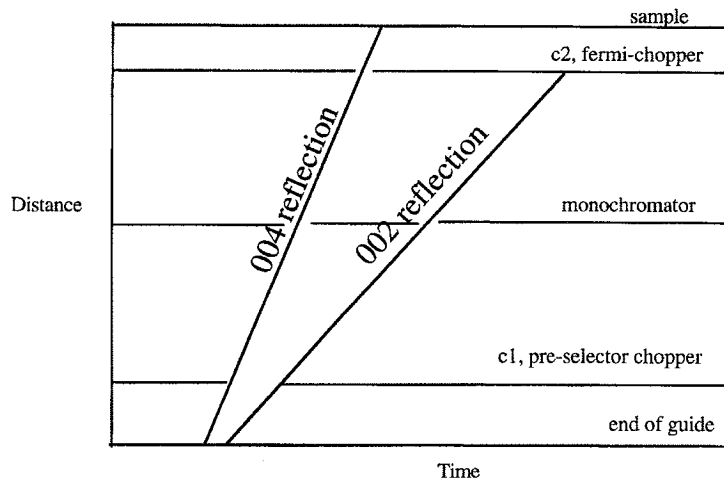 sample
c2, fermi-chopper
004 reflection
002 reflection
Distance
monochromator
c1, pre-selector chopper
end of guide
Time